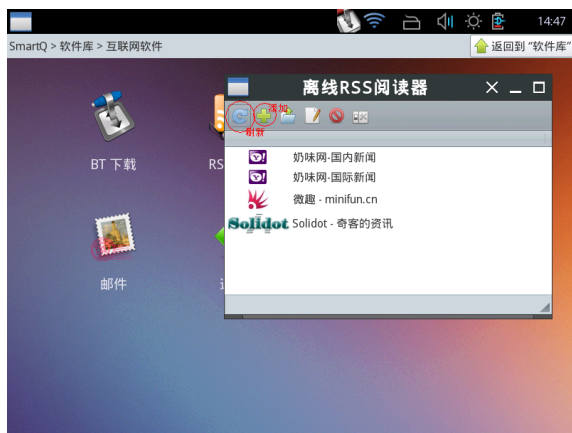 14:47
SmartQ > 软件库 > 互联网软件
返回到 "软件库"
离线RSS阅读器
添加
刷新
BT 下载
RS
奶味网-国内新闻
奶味网-国际新闻
微趣 - minifun.cn
Solidot Solidot - 奇客的资讯
邮件